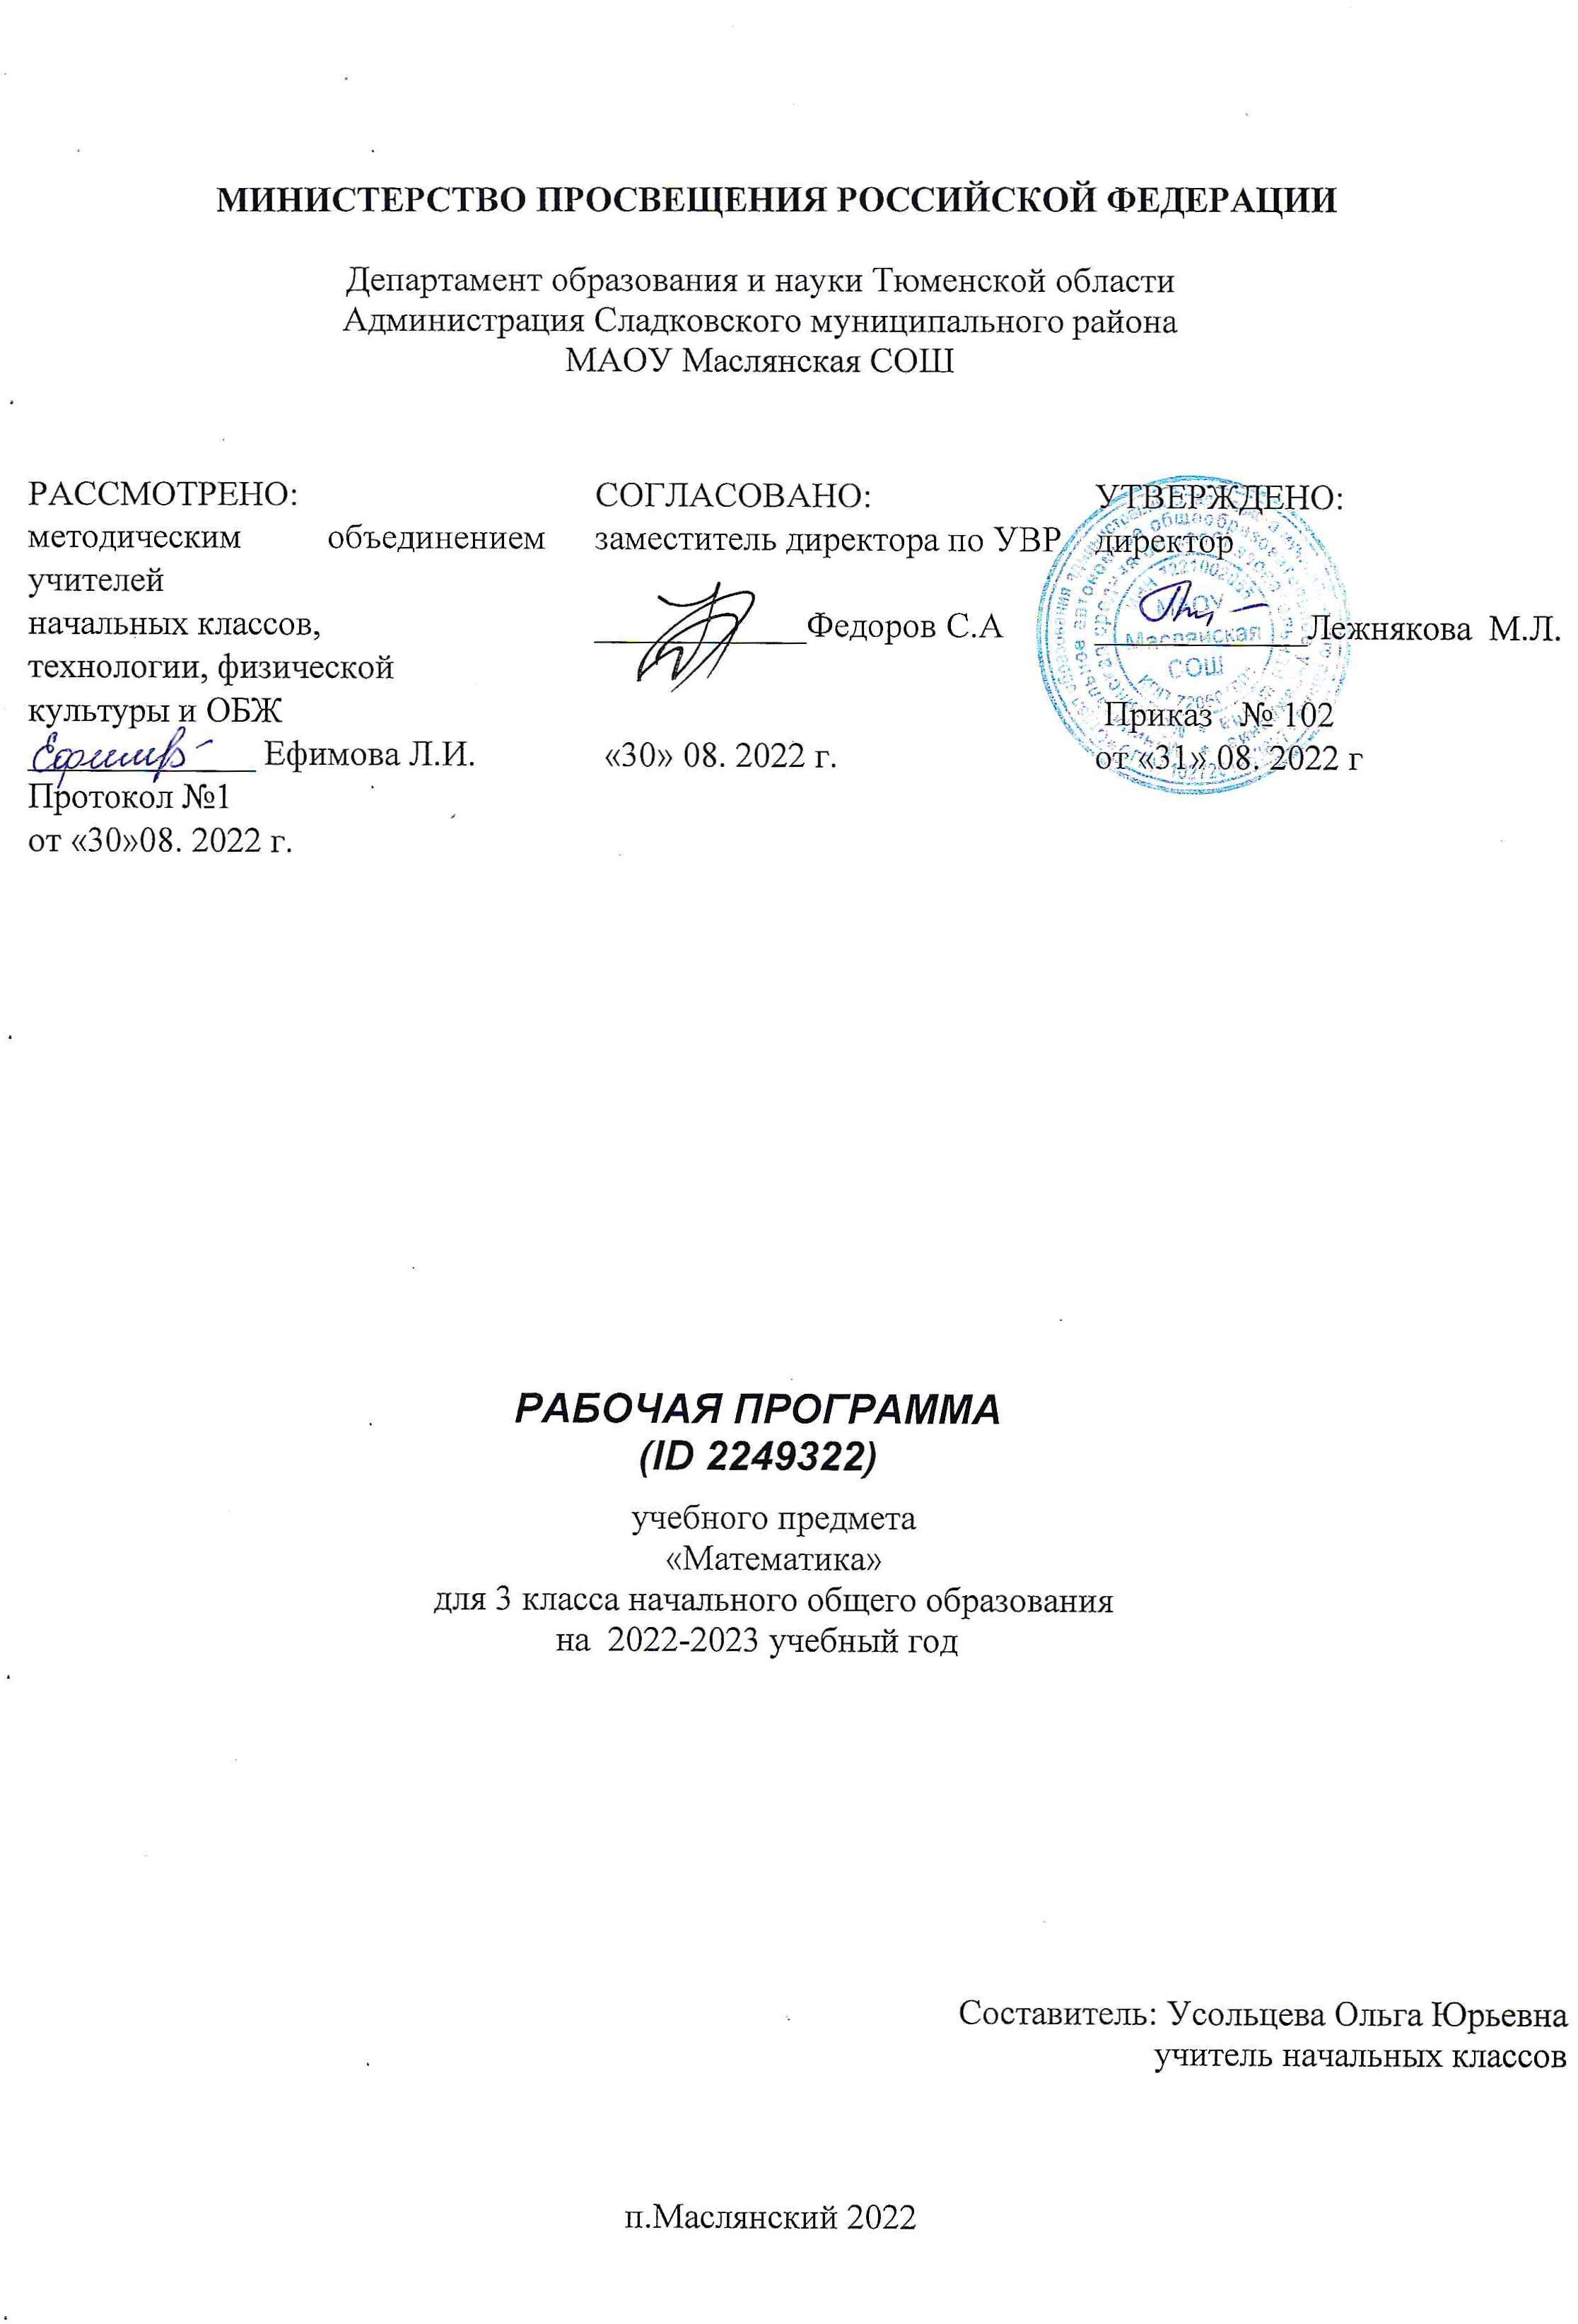 МИНИСТЕРСТВО ПРОСВЕЩЕНИЯ РОССИЙСКОЙ ФЕДЕРАЦИИ
Департамент образования и науки Тюменской области
Администрация Сладковского муниципального района
МАОУ Маслянская СОШ
РАССМОТРЕНО:
методическим объединением
учителей
начальных классов,
технологии, физической
культуры и ОБЖ
Ефимова Л.И.
Протокол №1
от «30»08. 2022 г.
СОГЛАСОВАНО:
заместитель директора по УВР
Федоров С.А
«30» 08. 2022 г.
УТВЕРЖДЕНО:
директор
Лежнякова М.Л.
Приказ № 102
от «31» 08. 2022 г
МАОУ
Маслянская
СОШ
РАБОЧАЯ ПРОГРАММА
(ID 2249322)
учебного предмета
«Математика»
для 3 класса начального общего образования
на 2022-2023 учебный год
Составитель: Усольцева Ольга Юрьевна
учитель начальных классов
п.Маслянский 2022